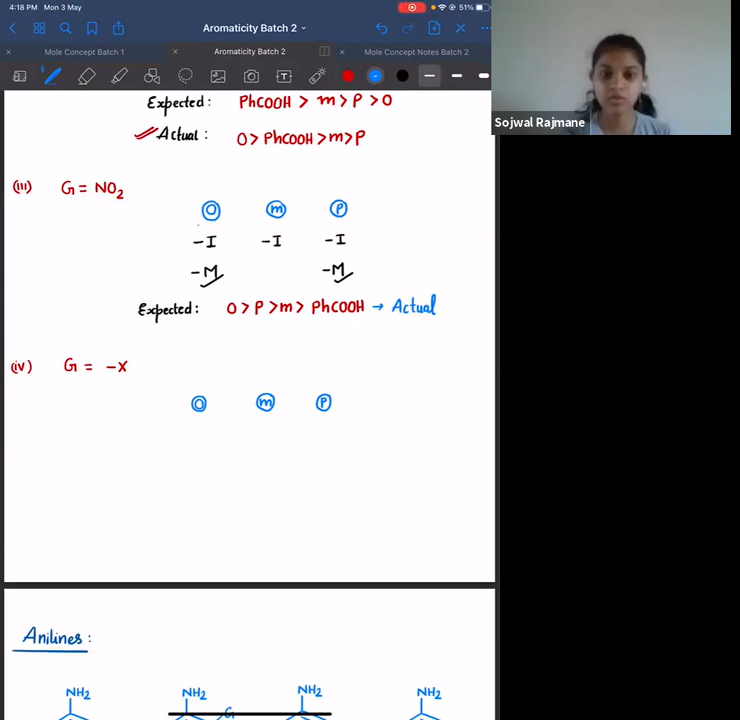 4:18 PM Mon 3 May
51%
Aromaticity Batch 2
Mole Concept Batch 1
Aromaticity Batch 2
Mole Concept Notes Batch 2
Expected: PhCOOH > m > P > O
Actual: O > PhCOOH > m > P
Sojwal Rajmane
(iii) G = NO2
O m P
-I -I -I
-M -M
Expected: O > P > m > PhCOOH → Actual
(iv) G = -X
O m P
Anilines:
NH2 NH2 NH2 NH2
G